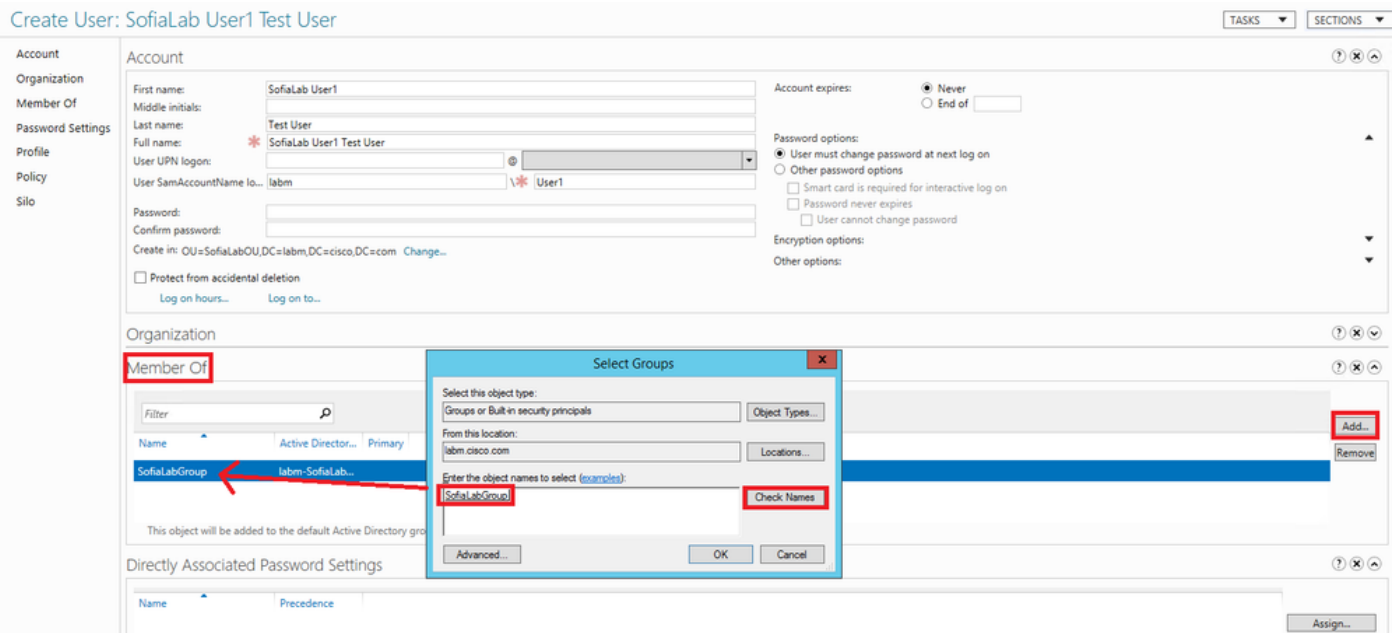 Create User: SofiaLab User1 Test User
TASKS
SECTIONS
Account
Organization
Member Of
Password Settings
Profile
Policy
Silo
Account
First name: SofiaLab User1
Middle initials:
Last name: Test User
Full name: * SofiaLab User1 Test User
User UPN logon: @
User SamAccountName lo... labm \* User1
Password:
Confirm password:
Create in: OU=SofiaLabOU,DC=labm,DC=cisco,DC=com Change...
Protect from accidental deletion
Log on hours... Log on to...
Account expires: Never
End of
Password options:
User must change password at next log on
Other password options
Smart card is required for interactive log on
Password never expires
User cannot change password
Encryption options:
Other options:
Organization
Member Of
Filter
Name Active Director... Primary
SofiaLabGroup labm-SofiaLab...
This object will be added to the default Active Directory gro
Add...
Remove
Select Groups
x
Select this object type:
Groups or Built-in security principals
Object Types...
From this location:
labm.cisco.com
Locations...
Enter the object names to select (examples):
SofiaLabGroup
Check Names
Advanced...
OK
Cancel
Directly Associated Password Settings
Name Precedence
Assign...